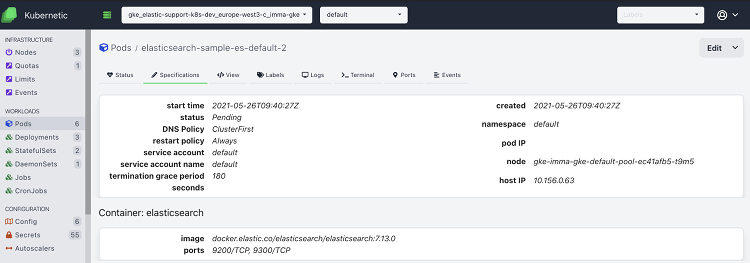 Kubernetic
gke_elastic-support-k8s-dev_europe-west3-c_imma-gke
default
Labels
INFRASTRUCTURE
Nodes 3
Quotas 1
Limits
Events
WORKLOADS
Pods 6
Deployments 3
StatefulSets 2
DaemonSets 1
Jobs
CronJobs
CONFIGURATION
Config 6
Secrets 55
Autoscalers
Pods / elasticsearch-sample-es-default-2
Edit
Status Specifications View Labels Logs Terminal Ports Events
start time 2021-05-26T09:40:27Z
status Pending
DNS Policy ClusterFirst
restart policy Always
service account default
service account name default
termination grace period 180
seconds
created 2021-05-26T09:40:27Z
namespace default
pod IP
node gke-imma-gke-default-pool-ec41afb5-t9m5
host IP 10.156.0.63
Container: elasticsearch
image docker.elastic.co/elasticsearch/elasticsearch:7.13.0
ports 9200/TCP, 9300/TCP